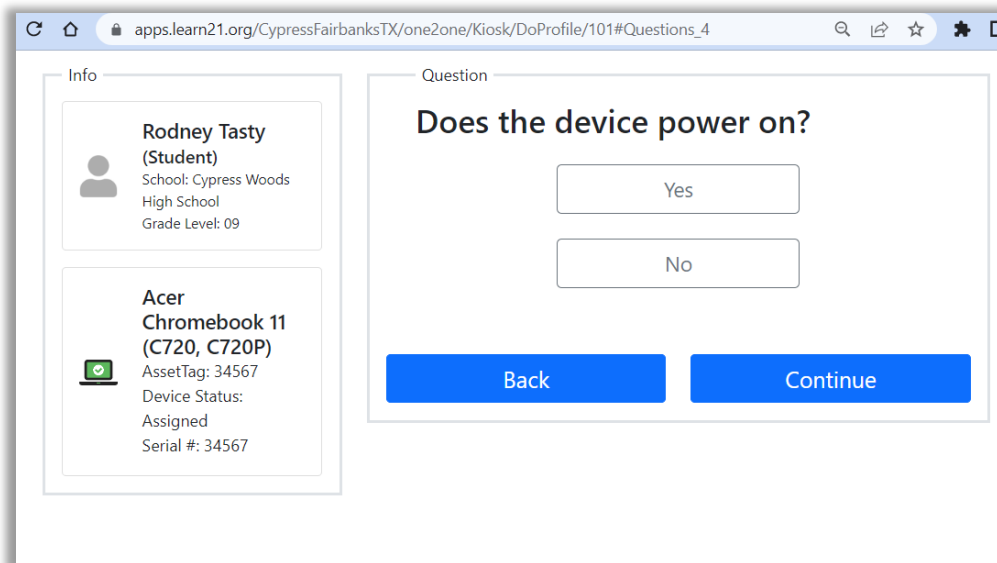 apps.learn21.org/CypressFairbanksTX/one2one/Kiosk/DoProfile/101#Questions_4
Info
Rodney Tasty
(Student)
School: Cypress Woods
High School
Grade Level: 09
Acer
Chromebook 11
(C720, C720P)
AssetTag: 34567
Device Status:
Assigned
Serial #: 34567
Question
Does the device power on?
Yes
No
Back
Continue